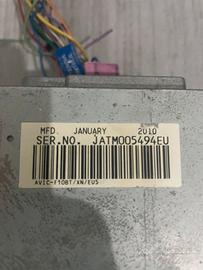 MFD. JANUARY 2010
SER.NO. JATM005494EU
AVIC-F10BT/XN/EU5